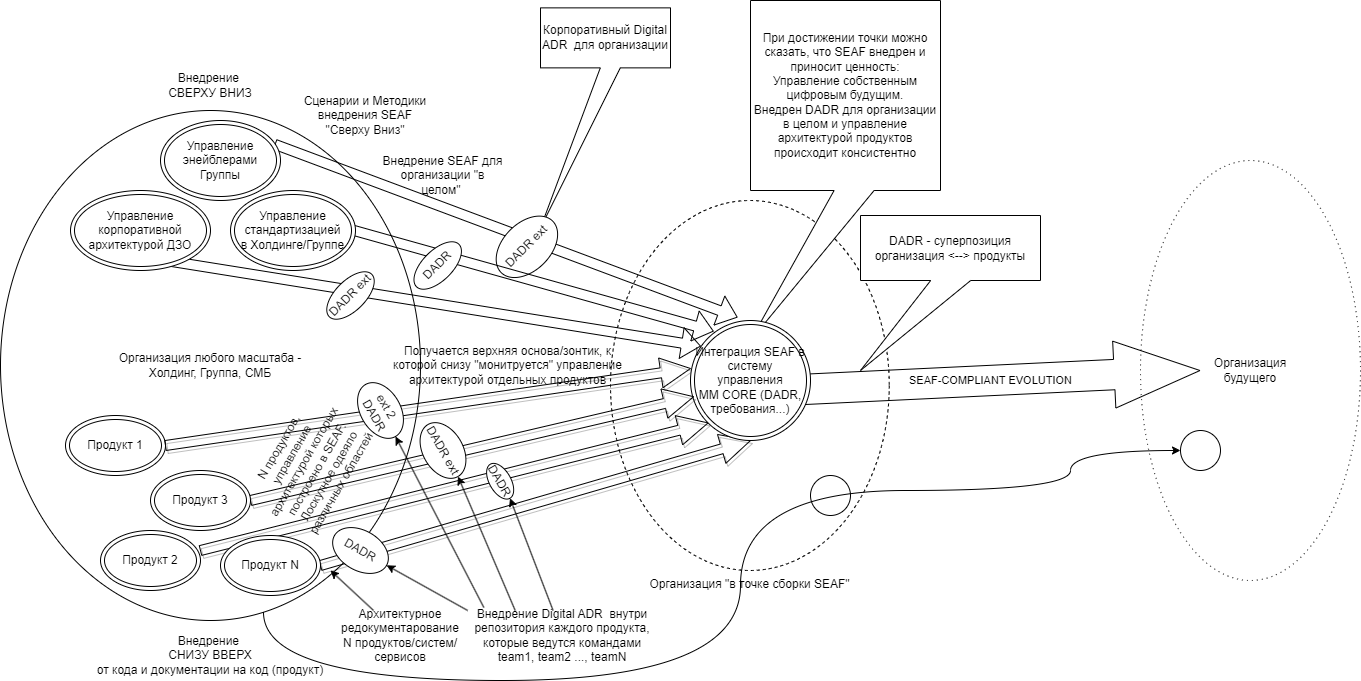 Корпоративный Digital
ADR для организации
При достижении точки можно
сказать, что SEAF внедрен и
приносит ценность:
Управление собственным
цифровым будущим.
Внедрен DADR для организации
в целом и управление
архитектурой продуктов
происходит консистентно
Внедрение
СВЕРХУ ВНИЗ
Сценарии и Методики
внедрения SEAF
"Сверху Вниз"
Управление
энейблерами
Группы
Внедрение SEAF для
организации "в
целом"
Управление
корпоративной
архитектурой ДЗО
Управление
стандартизацией
в Холдинге/Группе
DADR ext
DADR
DADR ext
DADR - суперпозиция
организация <--> продукты
Организация любого масштаба -
Холдинг, Группа, СМБ
Получается верхняя основа/зонтик, к
которой снизу "монитруется" управление
архитектурой отдельных продуктов
Интеграция SEAF в
систему
управления
MM CORE (DADR,
требования...)
SEAF-COMPLIANT EVOLUTION
Организация
будущего
ext 2
DADR
DADR ext
DADR
N продуктов,
управление
архитектурой которых
построено в SEAF.
Лоскутное одеяло
различных областей
Продукт 1
Продукт 3
Продукт 2
Продукт N
DADR
Организация "в точке сборки SEAF"
Архитектурное
редокументарование
N продуктов/систем/
сервисов
Внедрение Digital ADR внутри
репозитория каждого продукта,
которые ведутся командами
team1, team2 ..., teamN
Внедрение
СНИЗУ ВВЕРХ
от кода и документации на код (продукт)